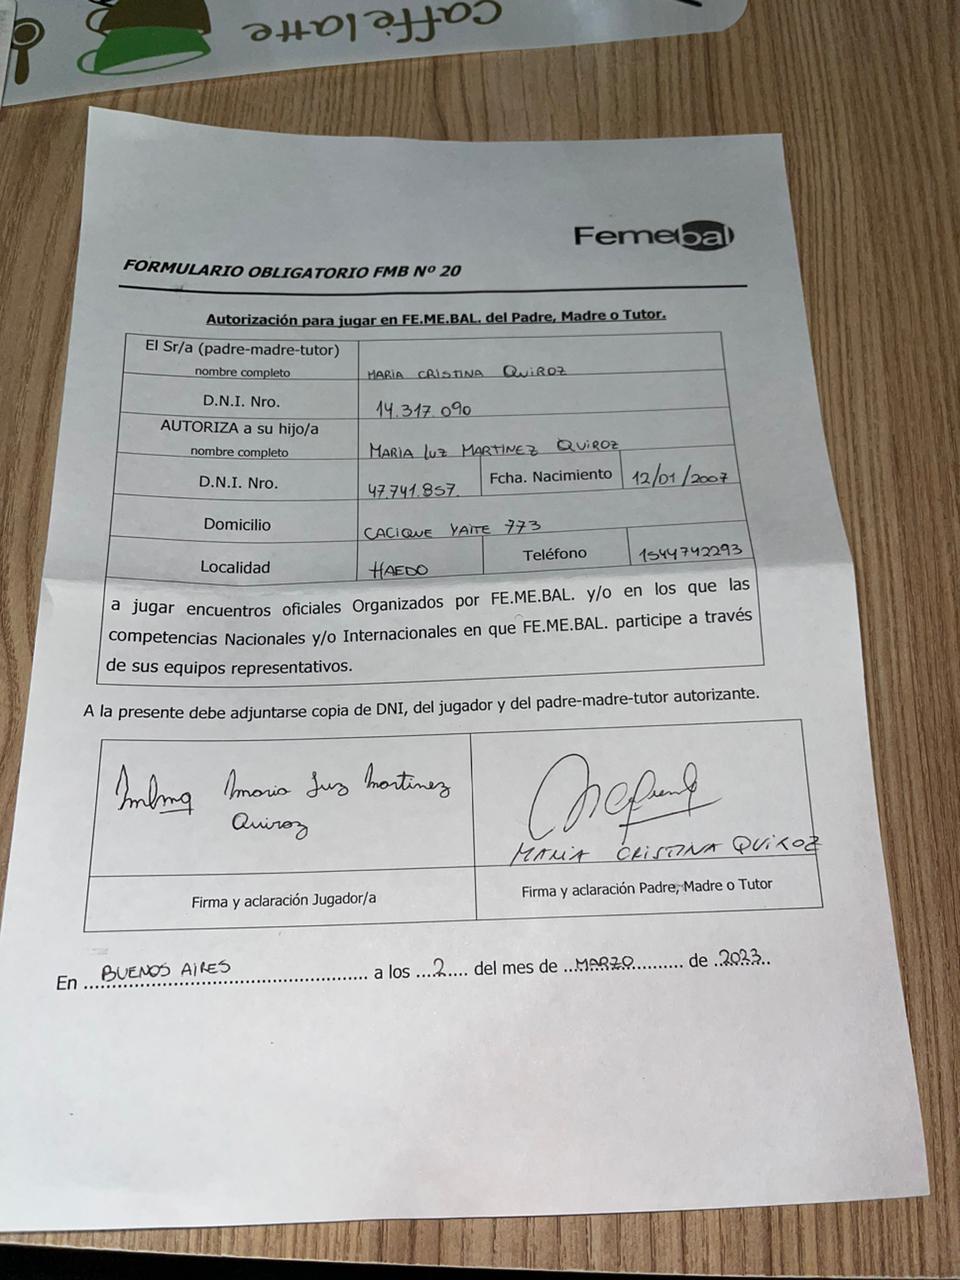 caffelatte
Femebal
FORMULARIO OBLIGATORIO FMB Nº 20
Autorización para jugar en FE.ME.BAL. del Padre, Madre o Tutor.
El Sr/a (padre-madre-tutor)
nombre completo MARIA CRISTINA QUIROZ
D.N.I. Nro. 14.317.090
AUTORIZA a su hijo/a
nombre completo MARIA LUZ MARTINEZ QUIROZ
D.N.I. Nro. 47.741.857. Fcha. Nacimiento 12/01/2007
Domicilio CACIQUE YAITE 773
Localidad HAEDO Teléfono 1544742293
a jugar encuentros oficiales Organizados por FE.ME.BAL. y/o en los que las
competencias Nacionales y/o Internacionales en que FE.ME.BAL. participe a través
de sus equipos representativos.
A la presente debe adjuntarse copia de DNI, del jugador y del padre-madre-tutor autorizante.
Maria Luz Martinez
Quiroz
MARIA CRISTINA QUIROZ
Firma y aclaración Jugador/a Firma y aclaración Padre, Madre o Tutor
En BUENOS AIRES a los 2 del mes de MARZO de 2023